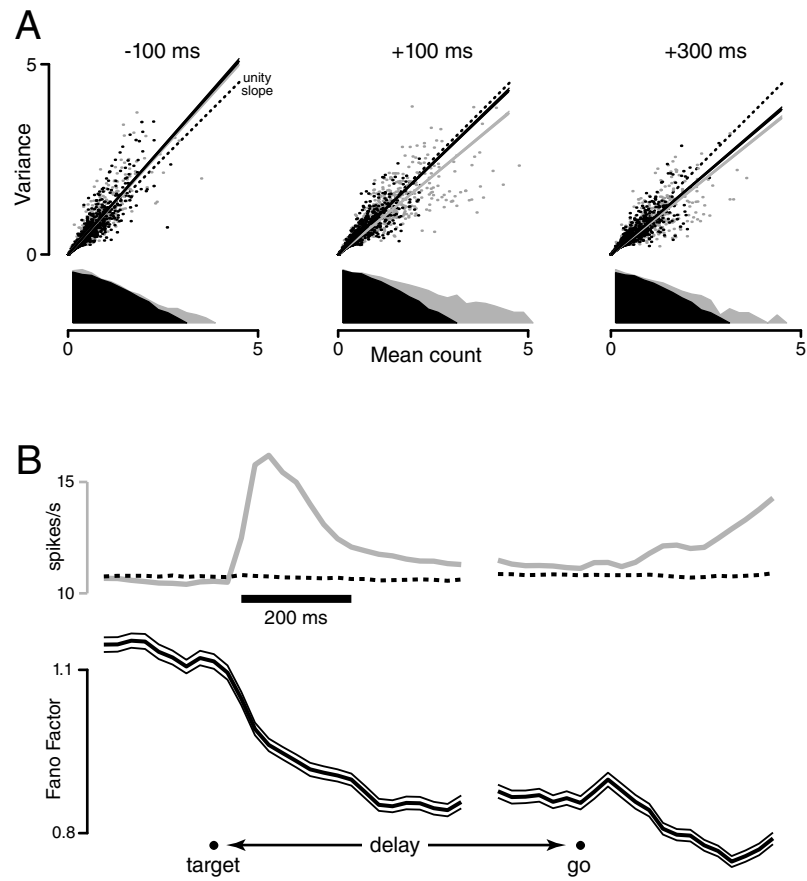 A
-100 ms
+100 ms
+300 ms
5
unity
slope
Variance
0
0
5
0
5
0
5
Mean count
B
15
spikes/s
10
200 ms
1.1
Fano Factor
0.8
delay
target
go